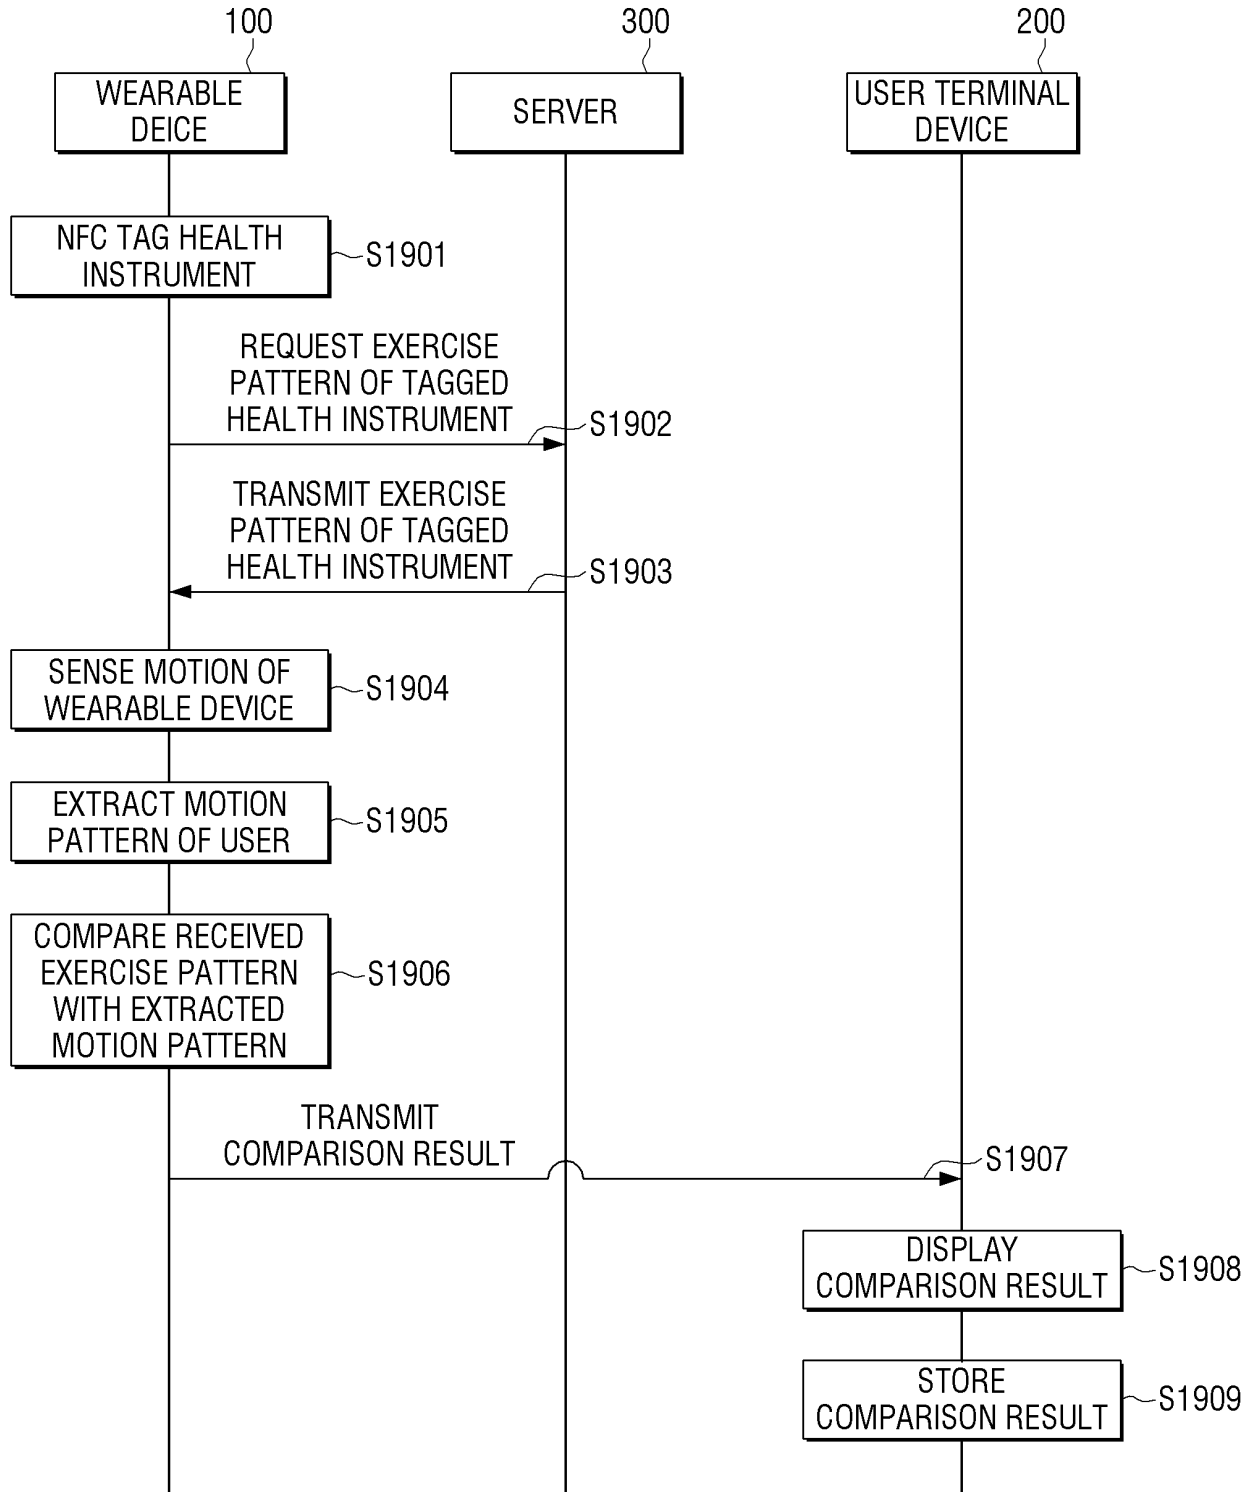 100
300
200
WEARABLE
DEICE
SERVER
USER TERMINAL
DEVICE
NFC TAG HEALTH
INSTRUMENT
S1901
REQUEST EXERCISE
PATTERN OF TAGGED
HEALTH INSTRUMENT
S1902
TRANSMIT EXERCISE
PATTERN OF TAGGED
HEALTH INSTRUMENT
S1903
SENSE MOTION OF
WEARABLE DEVICE
S1904
EXTRACT MOTION
PATTERN OF USER
S1905
COMPARE RECEIVED
EXERCISE PATTERN
WITH EXTRACTED
MOTION PATTERN
S1906
TRANSMIT
COMPARISON RESULT
S1907
DISPLAY
COMPARISON RESULT
S1908
STORE
COMPARISON RESULT
S1909